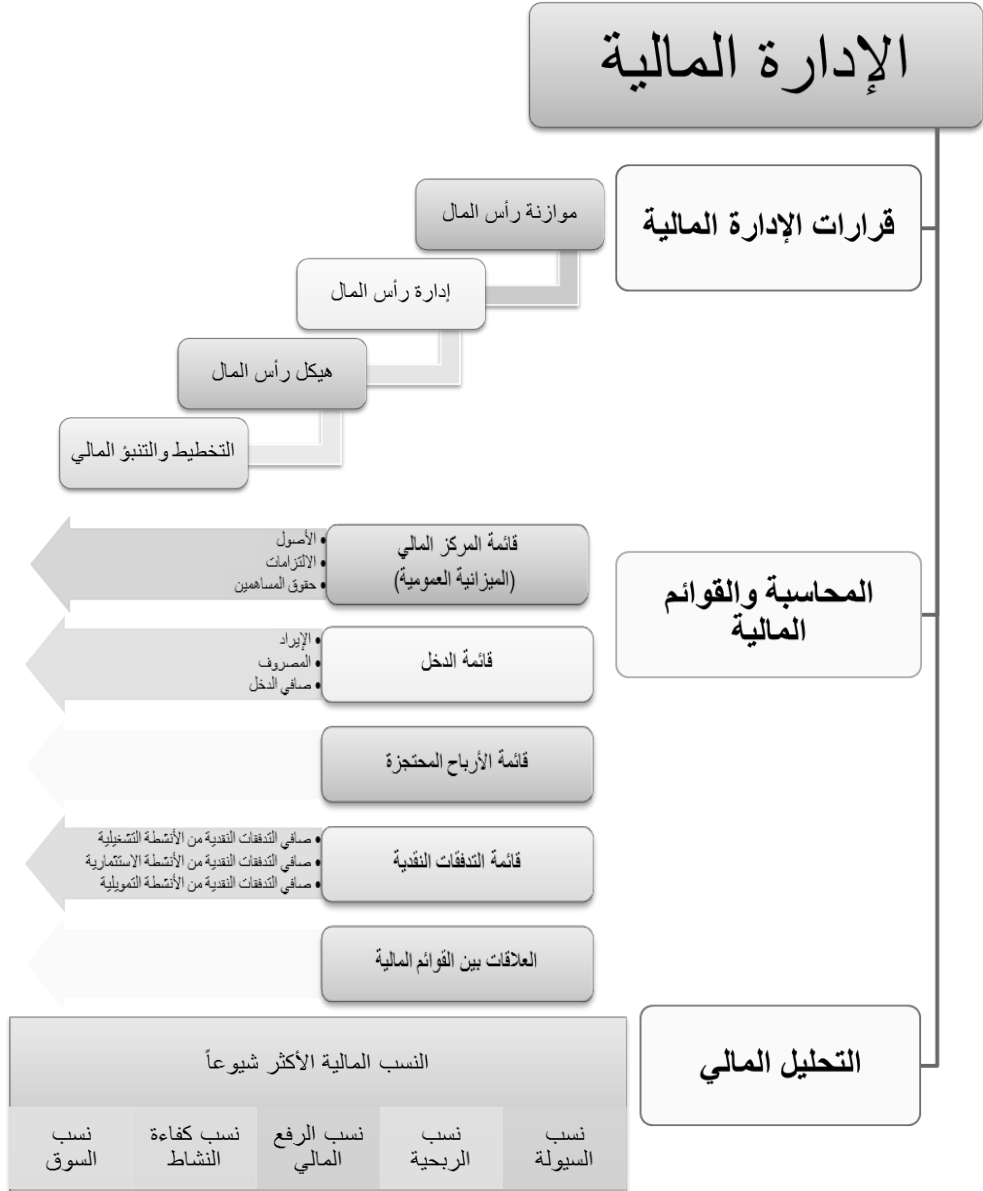 الإدارة المالية
قرارات الإدارة المالية
موازنة رأس المال
إدارة رأس المال
هيكل رأس المال
التخطيط والتنبؤ المالي
المحاسبة والقوائم
المالية
قائمة المركز المالي
(الميزانية العمومية)
• الأصول
• الالتزامات
• حقوق المساهمين
قائمة الدخل
• الإيراد
• المصروف
• صافي الدخل
قائمة الأرباح المحتجزة
قائمة التدفقات النقدية
• صافي التدفقات النقدية من الأنشطة التشغيلية
• صافي التدفقات النقدية من الأنشطة الاستثمارية
• صافي التدفقات النقدية من الأنشطة التمويلية
العلاقات بين القوائم المالية
التحليل المالي
النسب المالية الأكثر شيوعاً
نسب
السيولة
نسب
الربحية
نسب الرفع
المالي
نسب كفاءة
النشاط
نسب
السوق